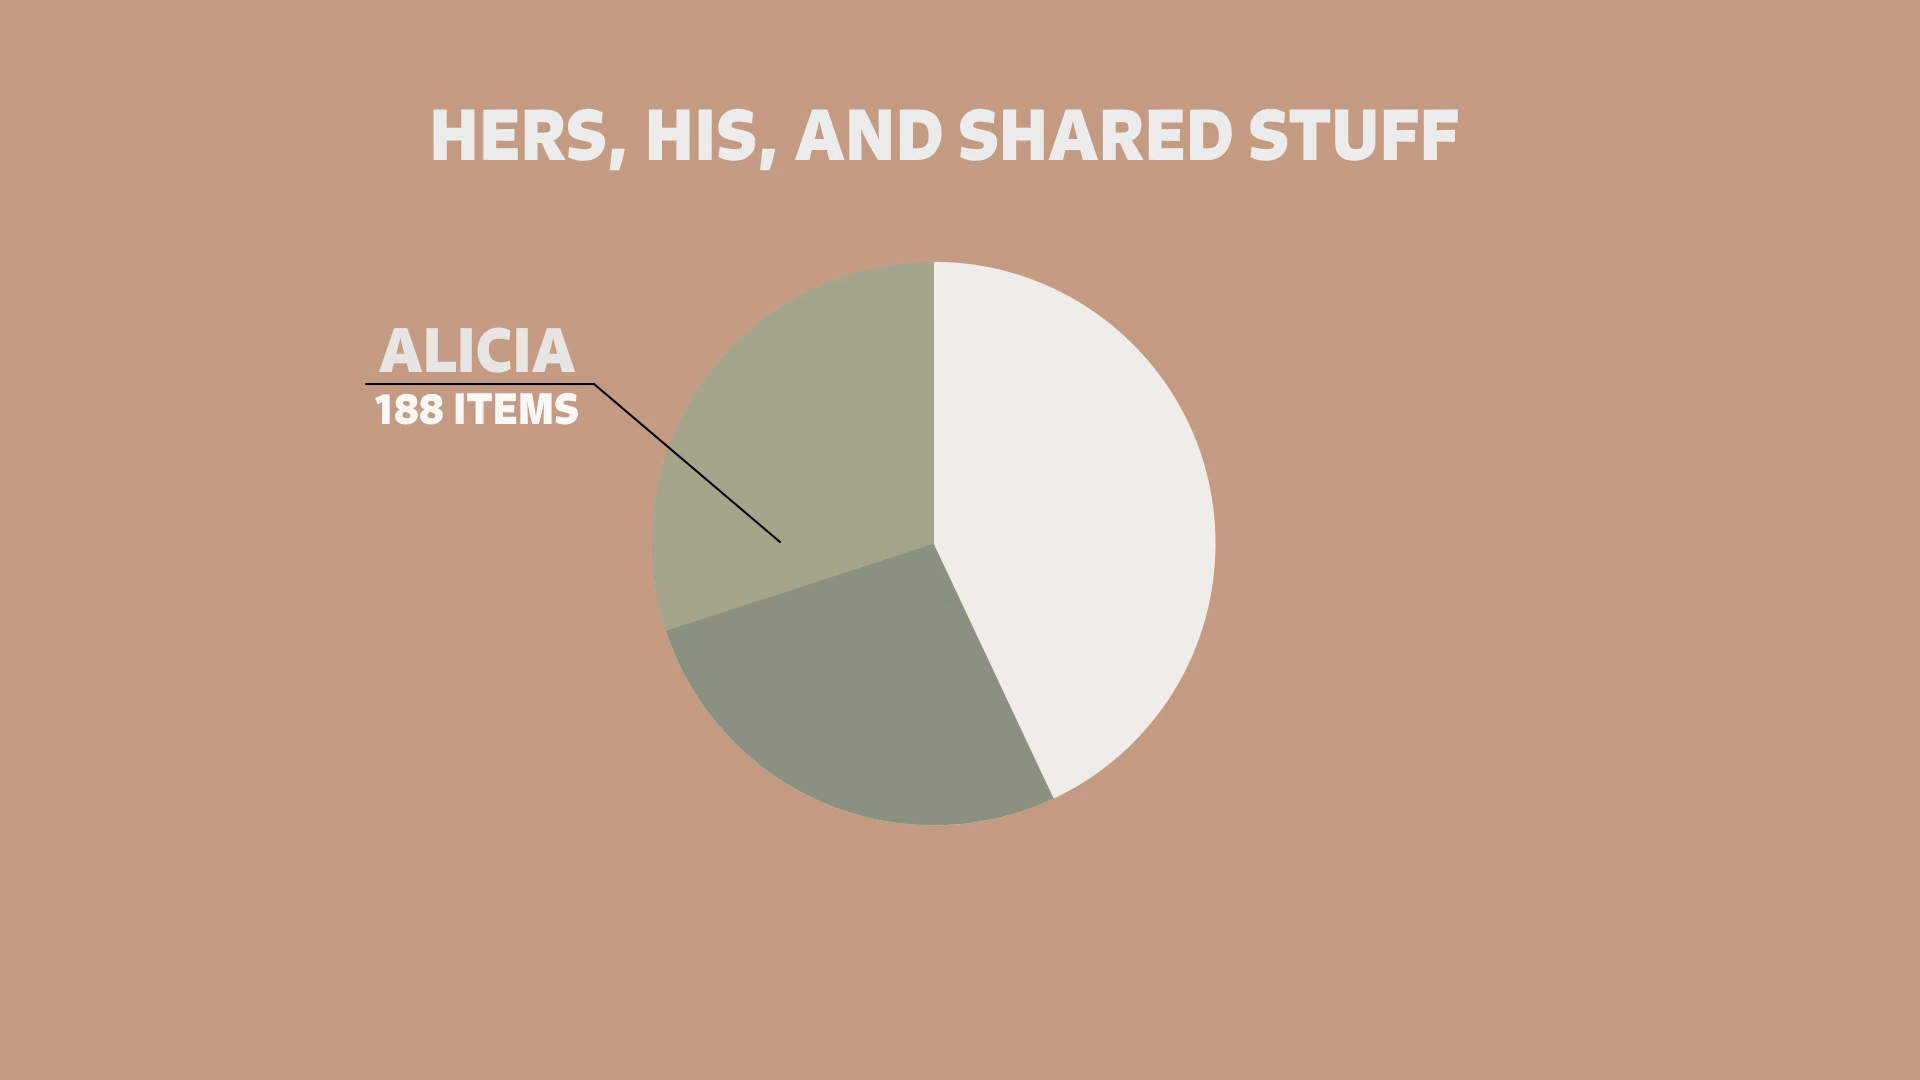 HERS, HIS, AND SHARED STUFF
ALICIA
188 ITEMS